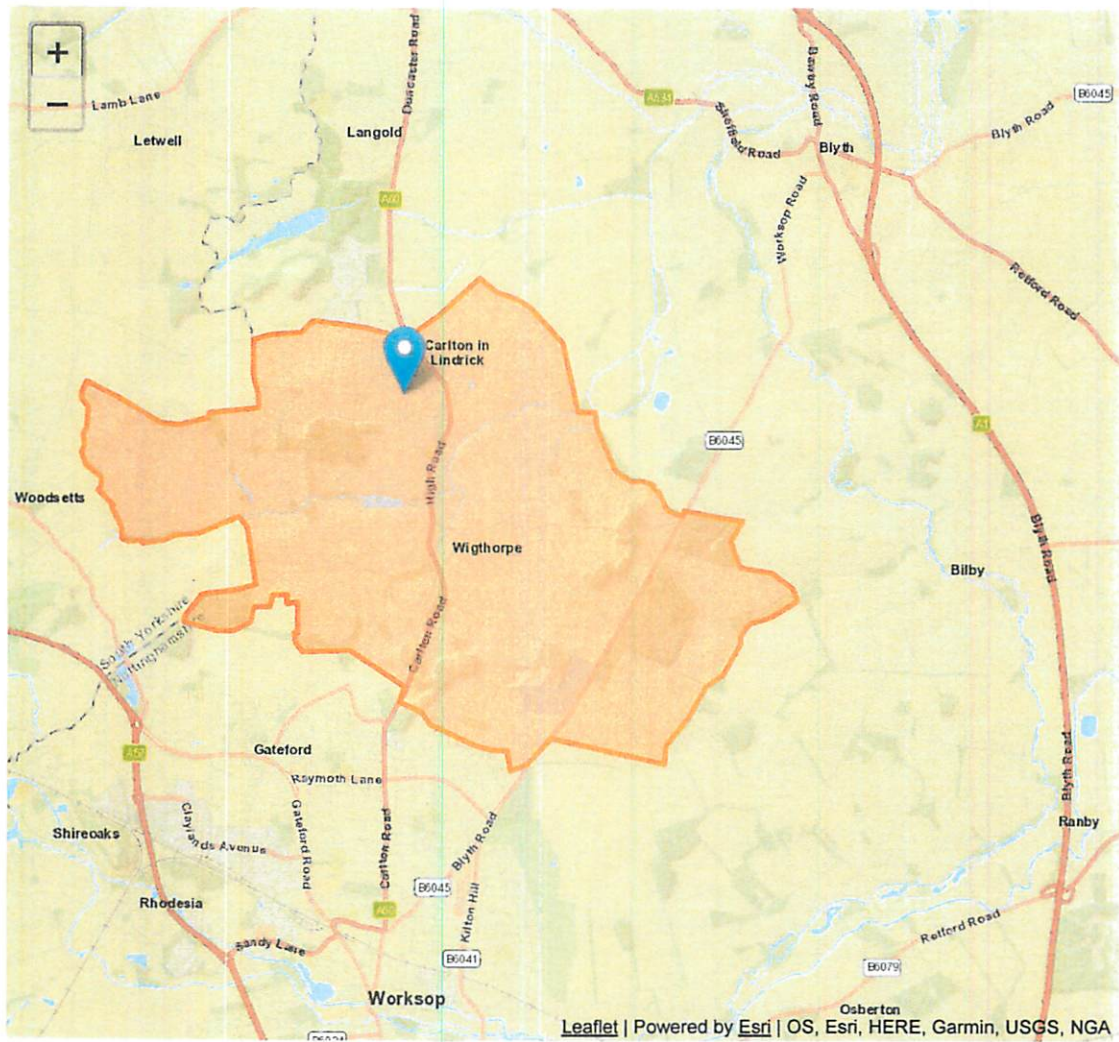 +
−
Lamb Lane
Letwell
Langold
Doncaster Road
A60
A634
Sheffield Road
Bawtry Road
Blyth
Blyth Road
B6045
Worksop Road
Retford Road
Carlton in
Lindrick
High Road
B6045
A1
Woodsetts
Wigthorpe
Blyth Road
Bilby
South Yorkshire
Nottinghamshire
Carlton Road
Gateford
A57
Raymoth Lane
Blyth Road
Shireoaks
Claylands Avenue
Gateford Road
Carlton Road
Blyth Road
Ranby
Rhodesia
B6045
A60
Kilton Hill
Sandy Lane
B6041
Retford Road
B6079
Worksop
Osberton
Leaflet | Powered by Esri | OS, Esri, HERE, Garmin, USGS, NGA